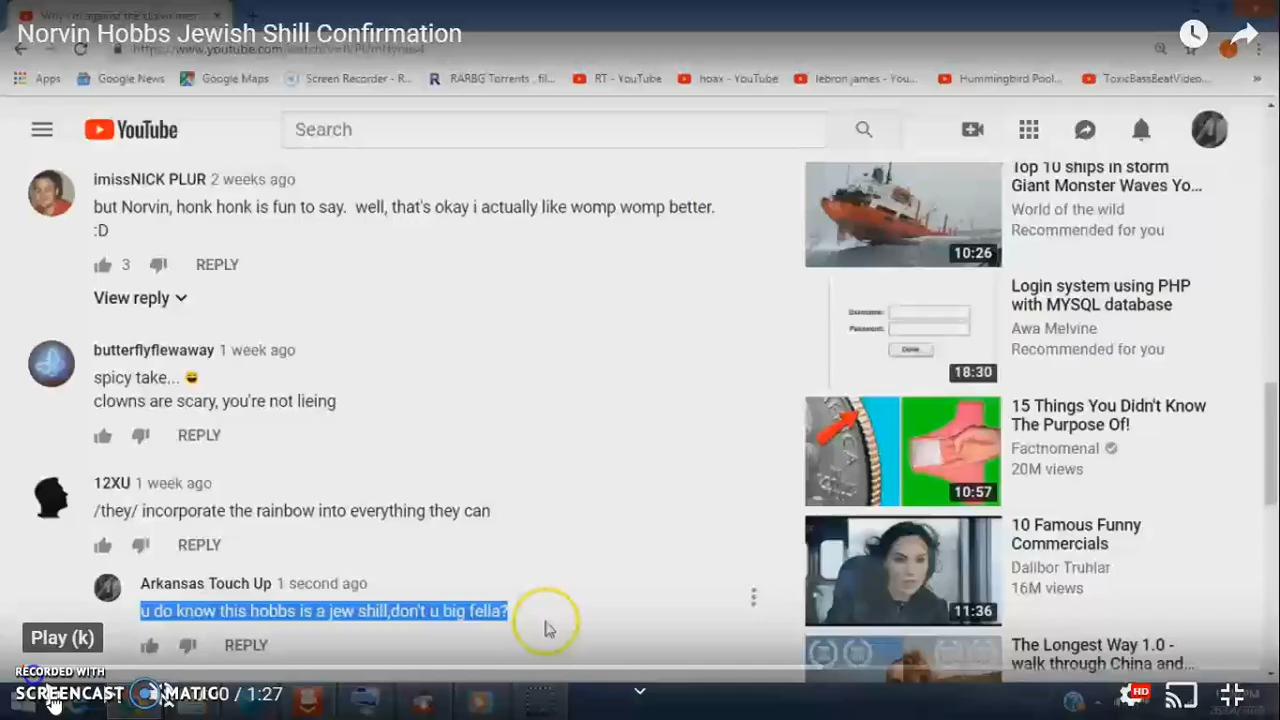 Norvin Hobbs Jewish Shill Confirmation
Apps Google News Google Maps Screen Recorder - R... RARBG Torrents , fil... RT - YouTube hoax - YouTube lebron james - You... Hummingbird Pool... ToxicBassBeatVideo... »
YouTube Search
imissNICK PLUR 2 weeks ago
but Norvin, honk honk is fun to say. well, that's okay i actually like womp womp better.
:D
3 REPLY
View reply
butterflyflewaway 1 week ago
spicy take...
clowns are scary, you're not lieing
REPLY
12XU 1 week ago
/they/ incorporate the rainbow into everything they can
REPLY
Arkansas Touch Up 1 second ago
u do know this hobbs is a jew shill,don't u big fella?
REPLY
Top 10 ships in storm
Giant Monster Waves Yo...
World of the wild
Recommended for you
10:26
Login system using PHP
with MYSQL database
Awa Melvine
Recommended for you
Username:
Password:
18:30
15 Things You Didn't Know
The Purpose Of!
Factnomenal
20M views
10:57
10 Famous Funny
Commercials
Dalibor Truhlar
16M views
11:36
The Longest Way 1.0 -
walk through China and...
Play (k)
RECORDED WITH
SCREENCAST MATIC
/ 1:27
HD